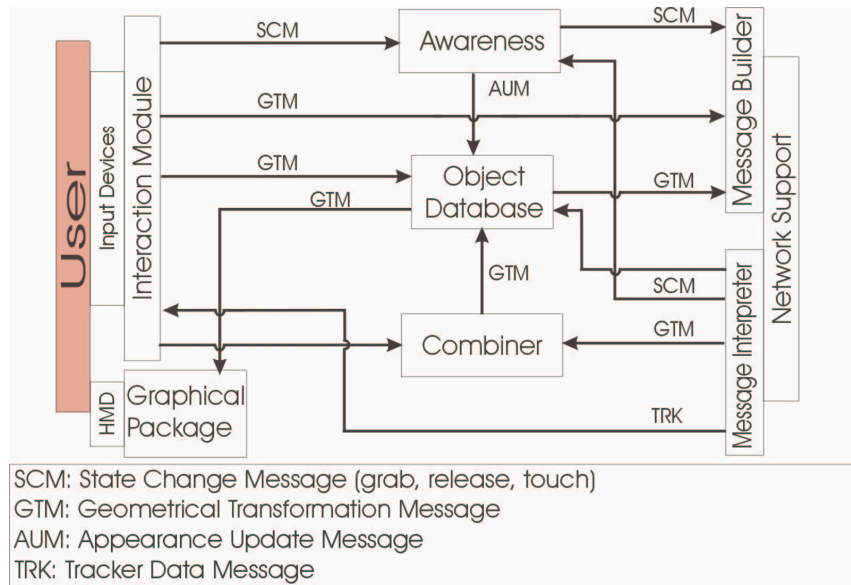 SCM
Awareness
SCM
AUM
GTM
GTM
Object
Database
GTM
GTM
GTM
SCM
GTM
Combiner
TRK
User
Input Devices
Interaction Module
HMD
Graphical
Package
Message Builder
Message Interpreter
Network Support
SCM: State Change Message (grab, release, touch)
GTM: Geometrical Transformation Message
AUM: Appearance Update Message
TRK: Tracker Data Message